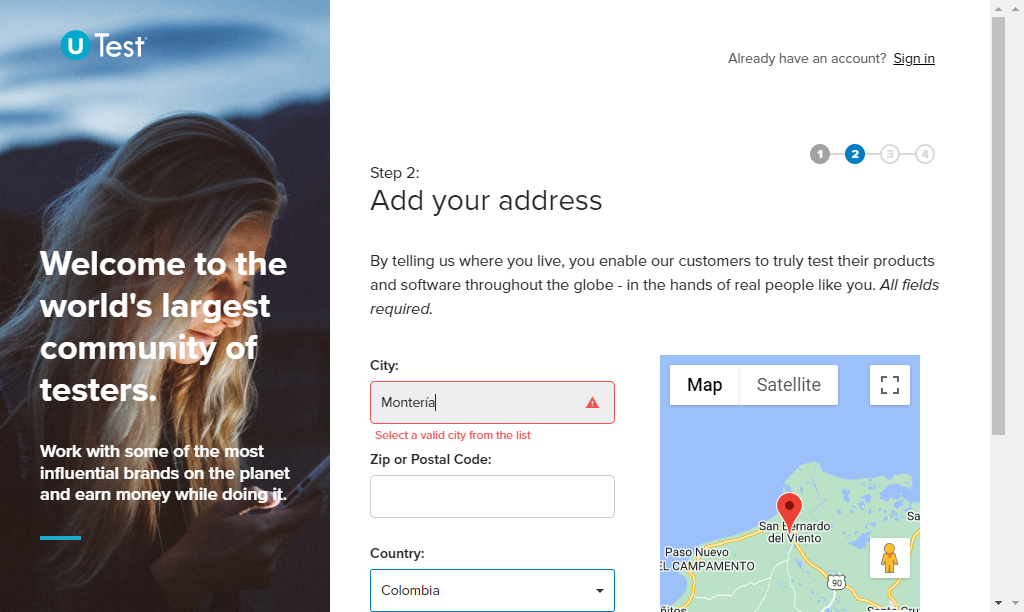 U Test
Already have an account? Sign in
1 2 3 4
Step 2:
Add your address
Welcome to the
world's largest
community of
testers.
Work with some of the most
influential brands on the planet
and earn money while doing it.
By telling us where you live, you enable our customers to truly test their products
and software throughout the globe - in the hands of real people like you. All fields
required.
City:
Montería
Select a valid city from the list
Zip or Postal Code:
Country:
Colombia
Map Satellite
San Bernardo
del Viento
Sa
Paso Nuevo
EL CAMPAMENTO
90
ñitos
Santa Cruz